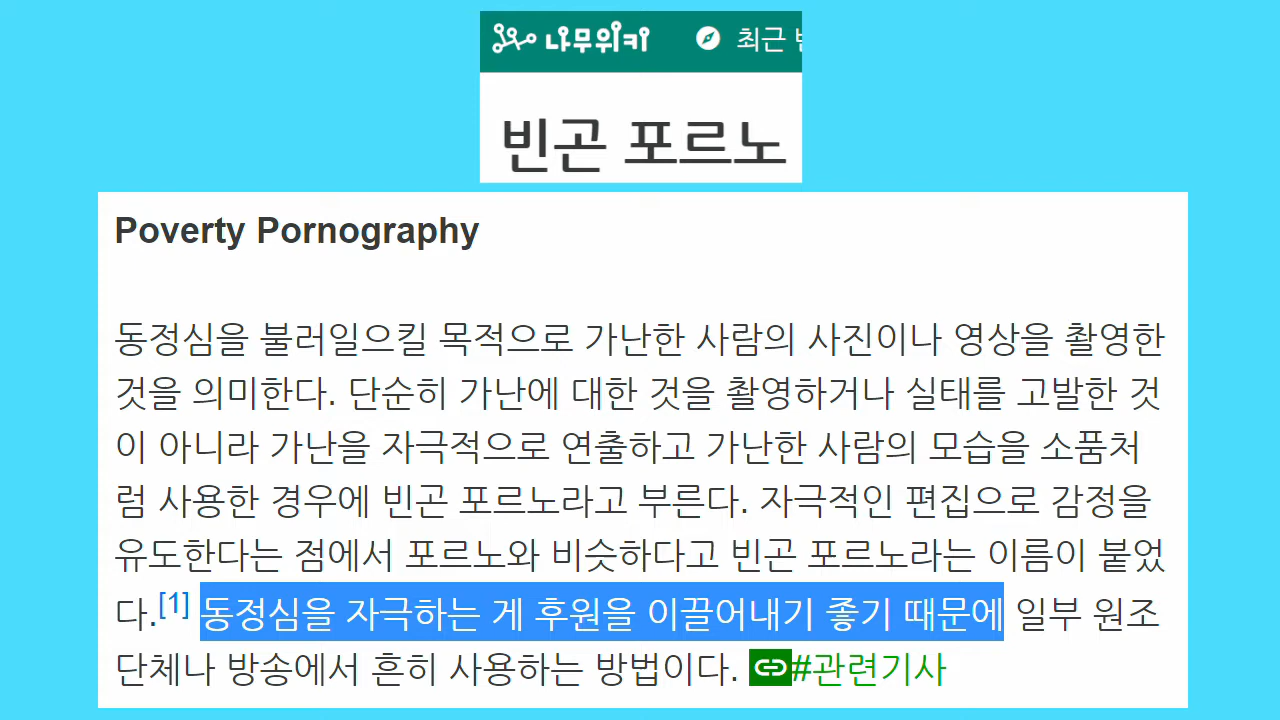 나무위키 최근
빈곤 포르노
Poverty Pornography
동정심을 불러일으킬 목적으로 가난한 사람의 사진이나 영상을 촬영한
것을 의미한다. 단순히 가난에 대한 것을 촬영하거나 실태를 고발한 것
이 아니라 가난을 자극적으로 연출하고 가난한 사람의 모습을 소품처
럼 사용한 경우에 빈곤 포르노라고 부른다. 자극적인 편집으로 감정을
유도한다는 점에서 포르노와 비슷하다고 빈곤 포르노라는 이름이 붙었
다.[1] 동정심을 자극하는 게 후원을 이끌어내기 좋기 때문에 일부 원조
단체나 방송에서 흔히 사용하는 방법이다. #관련기사